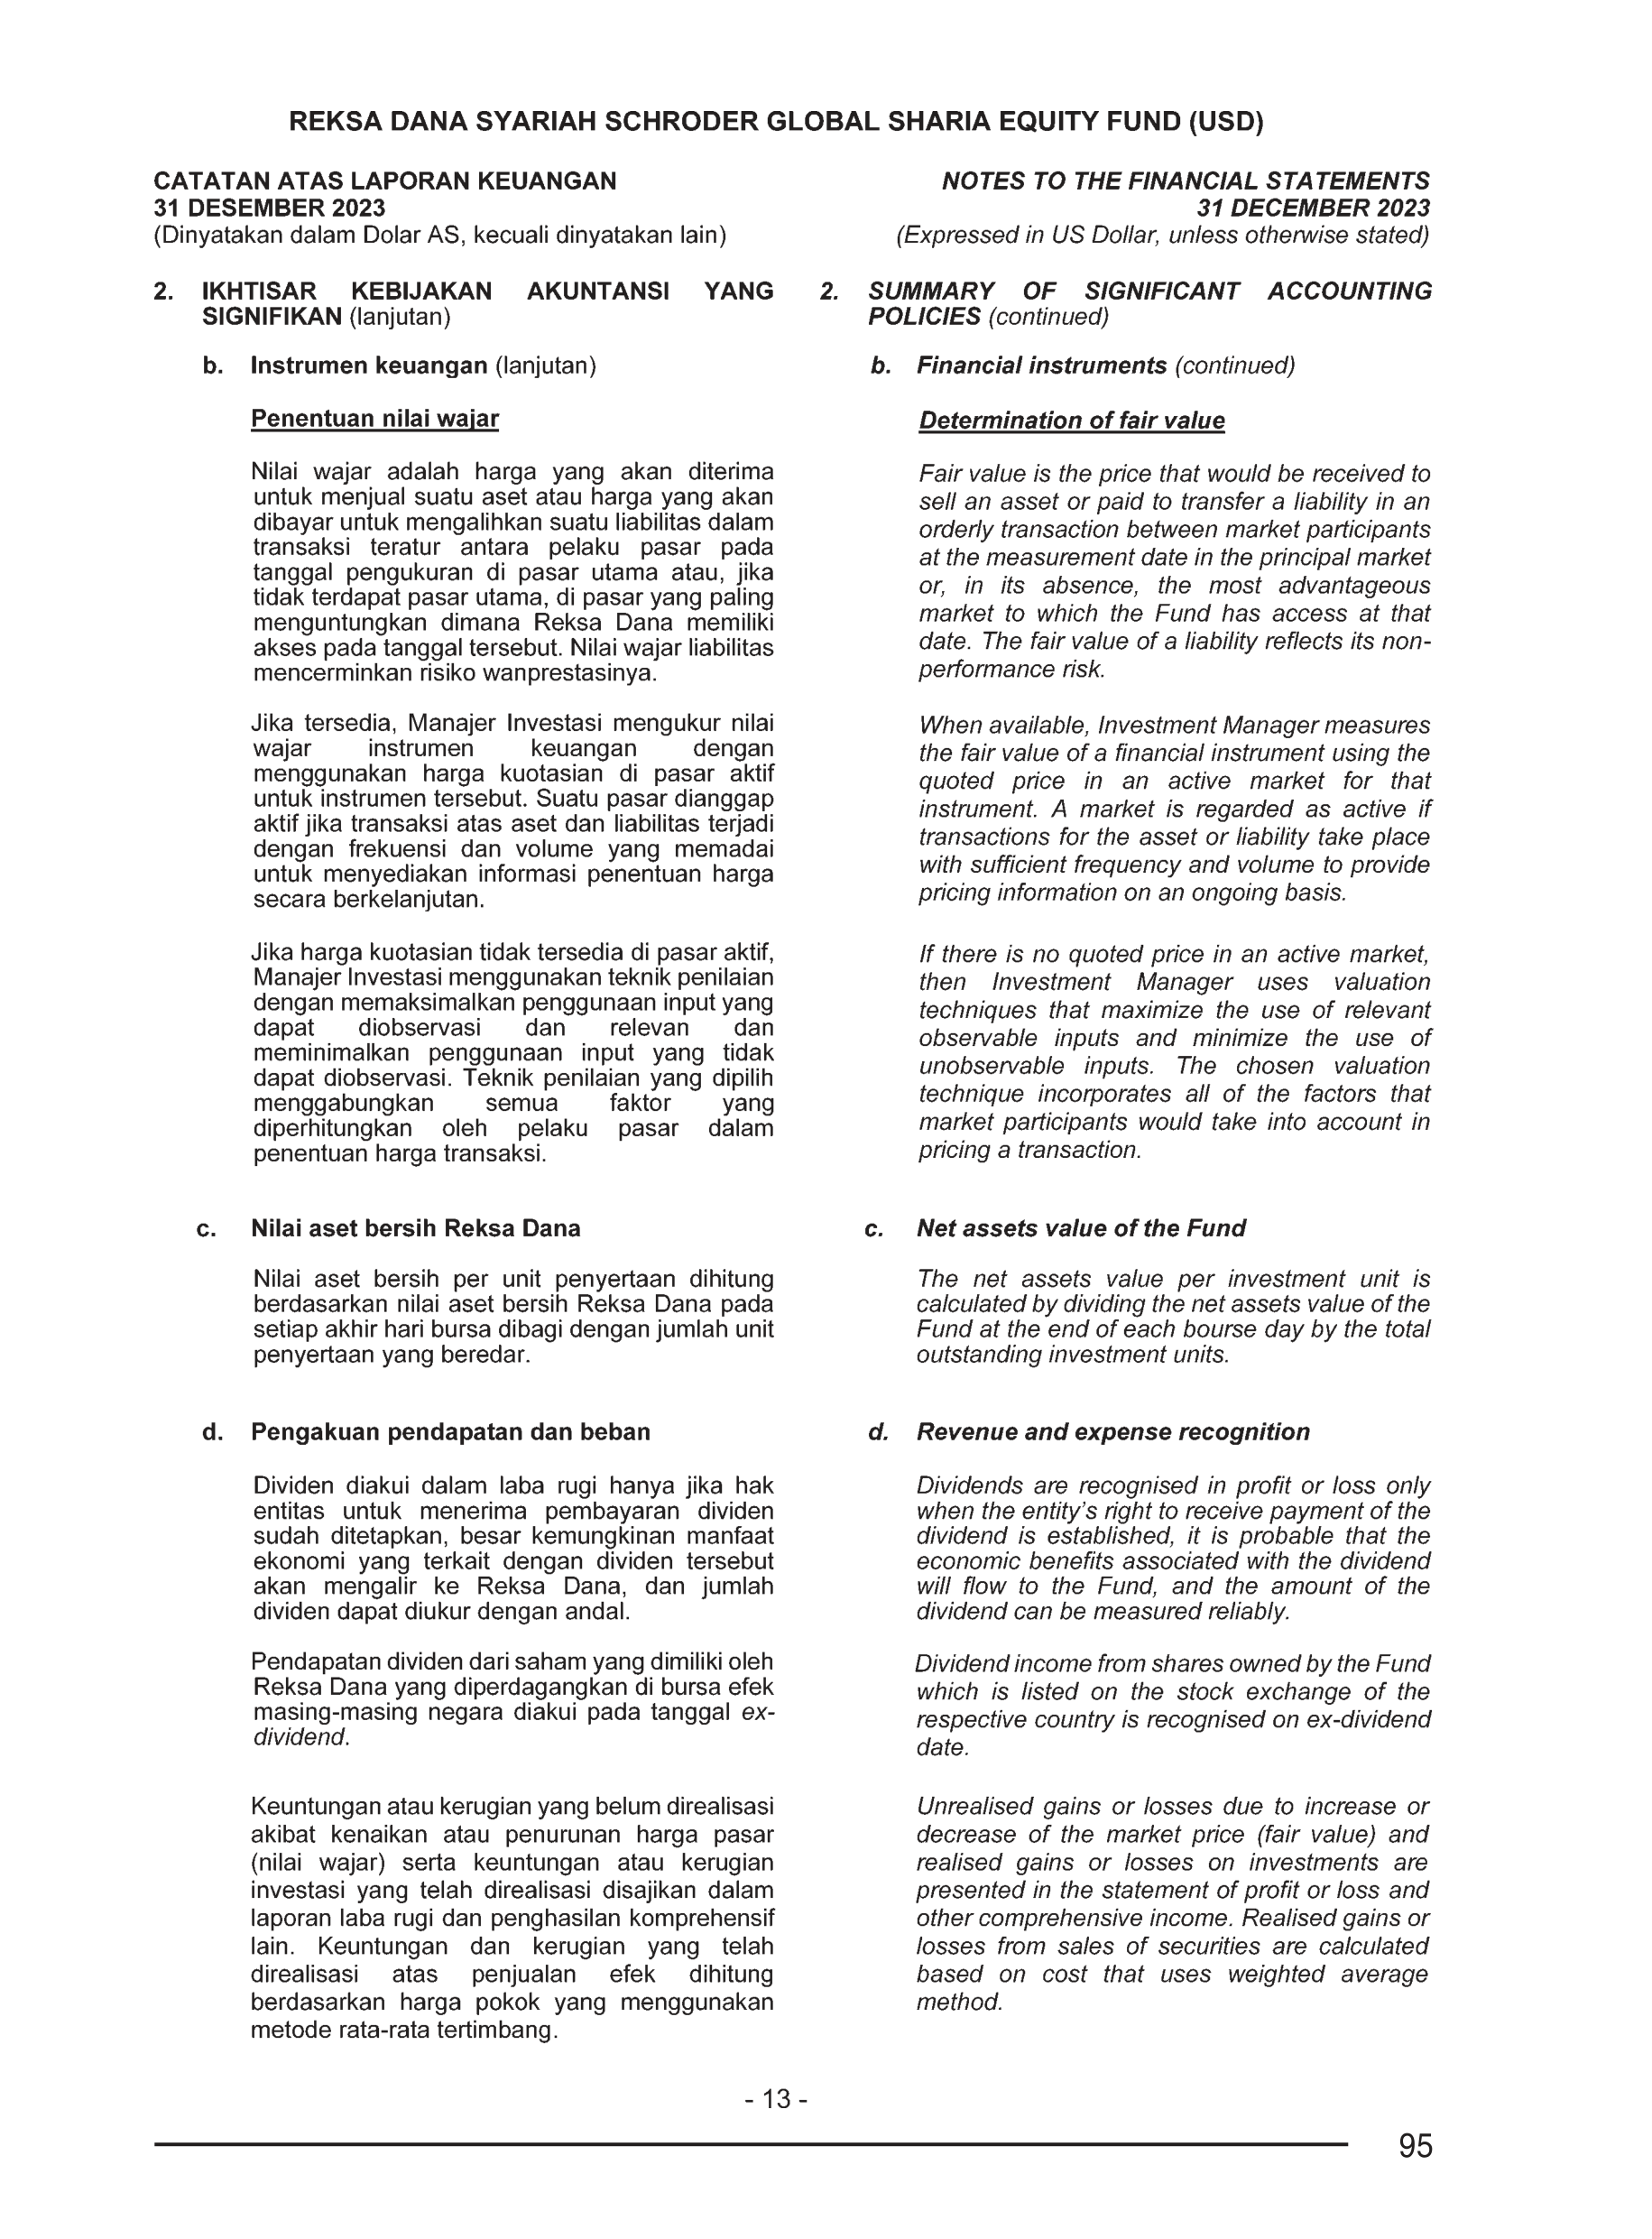 REKSA DANA SYARIAH SCHRODER GLOBAL SHARIA EQUITY FUND (USD)
CATATAN ATAS LAPORAN KEUANGAN
31 DESEMBER 2023
(Dinyatakan dalam Dolar AS, kecuali dinyatakan lain)
NOTES TO THE FINANCIAL STATEMENTS
31 DECEMBER 2023
(Expressed in US Dollar, unless otherwise stated)
2. IKHTISAR KEBIJAKAN AKUNTANSI YANG
SIGNIFIKAN (lanjutan)
b. Instrumen keuangan (lanjutan)
Penentuan nilai wajar
Nilai wajar adalah harga yang akan diterima
untuk menjual suatu aset atau harga yang akan
dibayar untuk mengalihkan suatu liabilitas dalam
transaksi teratur antara pelaku pasar pada
tanggal pengukuran di pasar utama atau, jika
tidak terdapat pasar utama, di pasar yang paling
menguntungkan dimana Reksa Dana memiliki
akses pada tanggal tersebut. Nilai wajar liabilitas
mencerminkan risiko wanprestasinya.
Jika tersedia, Manajer Investasi mengukur nilai
wajar instrumen keuangan dengan
menggunakan harga kuotasian di pasar aktif
untuk instrumen tersebut. Suatu pasar dianggap
aktif jika transaksi atas aset dan liabilitas terjadi
dengan frekuensi dan volume yang memadai
untuk menyediakan informasi penentuan harga
secara berkelanjutan.
Jika harga kuotasian tidak tersedia di pasar aktif,
Manajer Investasi menggunakan teknik penilaian
dengan memaksimalkan penggunaan input yang
dapat diobservasi dan relevan dan
meminimalkan penggunaan input yang tidak
dapat diobservasi. Teknik penilaian yang dipilih
menggabungkan semua faktor yang
diperhitungkan oleh pelaku pasar dalam
penentuan harga transaksi.
c. Nilai aset bersih Reksa Dana
Nilai aset bersih per unit penyertaan dihitung
berdasarkan nilai aset bersih Reksa Dana pada
setiap akhir hari bursa dibagi dengan jumlah unit
penyertaan yang beredar.
d. Pengakuan pendapatan dan beban
Dividen diakui dalam laba rugi hanya jika hak
entitas untuk menerima pembayaran dividen
sudah ditetapkan, besar kemungkinan manfaat
ekonomi yang terkait dengan dividen tersebut
akan mengalir ke Reksa Dana, dan jumlah
dividen dapat diukur dengan andal.
Pendapatan dividen dari saham yang dimiliki oleh
Reksa Dana yang diperdagangkan di bursa efek
masing-masing negara diakui pada tanggal ex-
dividend.
Keuntungan atau kerugian yang belum direalisasi
akibat kenaikan atau penurunan harga pasar
(nilai wajar) serta keuntungan atau kerugian
investasi yang telah direalisasi disajikan dalam
laporan laba rugi dan penghasilan komprehensif
lain. Keuntungan dan kerugian yang telah
direalisasi atas penjualan efek dihitung
berdasarkan harga pokok yang menggunakan
metode rata-rata tertimbang.
2. SUMMARY OF SIGNIFICANT ACCOUNTING
POLICIES (continued)
b. Financial instruments (continued)
Determination of fair value
Fair value is the price that would be received to
sell an asset or paid to transfer a liability in an
orderly transaction between market participants
at the measurement date in the principal market
or, in its absence, the most advantageous
market to which the Fund has access at that
date. The fair value of a liability reflects its non-
performance risk.
When available, Investment Manager measures
the fair value of a financial instrument using the
quoted price in an active market for that
instrument. A market is regarded as active if
transactions for the asset or liability take place
with sufficient frequency and volume to provide
pricing information on an ongoing basis.
If there is no quoted price in an active market,
then Investment Manager uses valuation
techniques that maximize the use of relevant
observable inputs and minimize the use of
unobservable inputs. The chosen valuation
technique incorporates all of the factors that
market participants would take into account in
pricing a transaction.
c. Net assets value of the Fund
The net assets value per investment unit is
calculated by dividing the net assets value of the
Fund at the end of each bourse day by the total
outstanding investment units.
d. Revenue and expense recognition
Dividends are recognised in profit or loss only
when the entity’s right to receive payment of the
dividend is established, it is probable that the
economic benefits associated with the dividend
will flow to the Fund, and the amount of the
dividend can be measured reliably.
Dividend income from shares owned by the Fund
which is listed on the stock exchange of the
respective country is recognised on ex-dividend
date.
Unrealised gains or losses due to increase or
decrease of the market price (fair value) and
realised gains or losses on investments are
presented in the statement of profit or loss and
other comprehensive income. Realised gains or
losses from sales of securities are calculated
based on cost that uses weighted average
method.
- 13 -
95